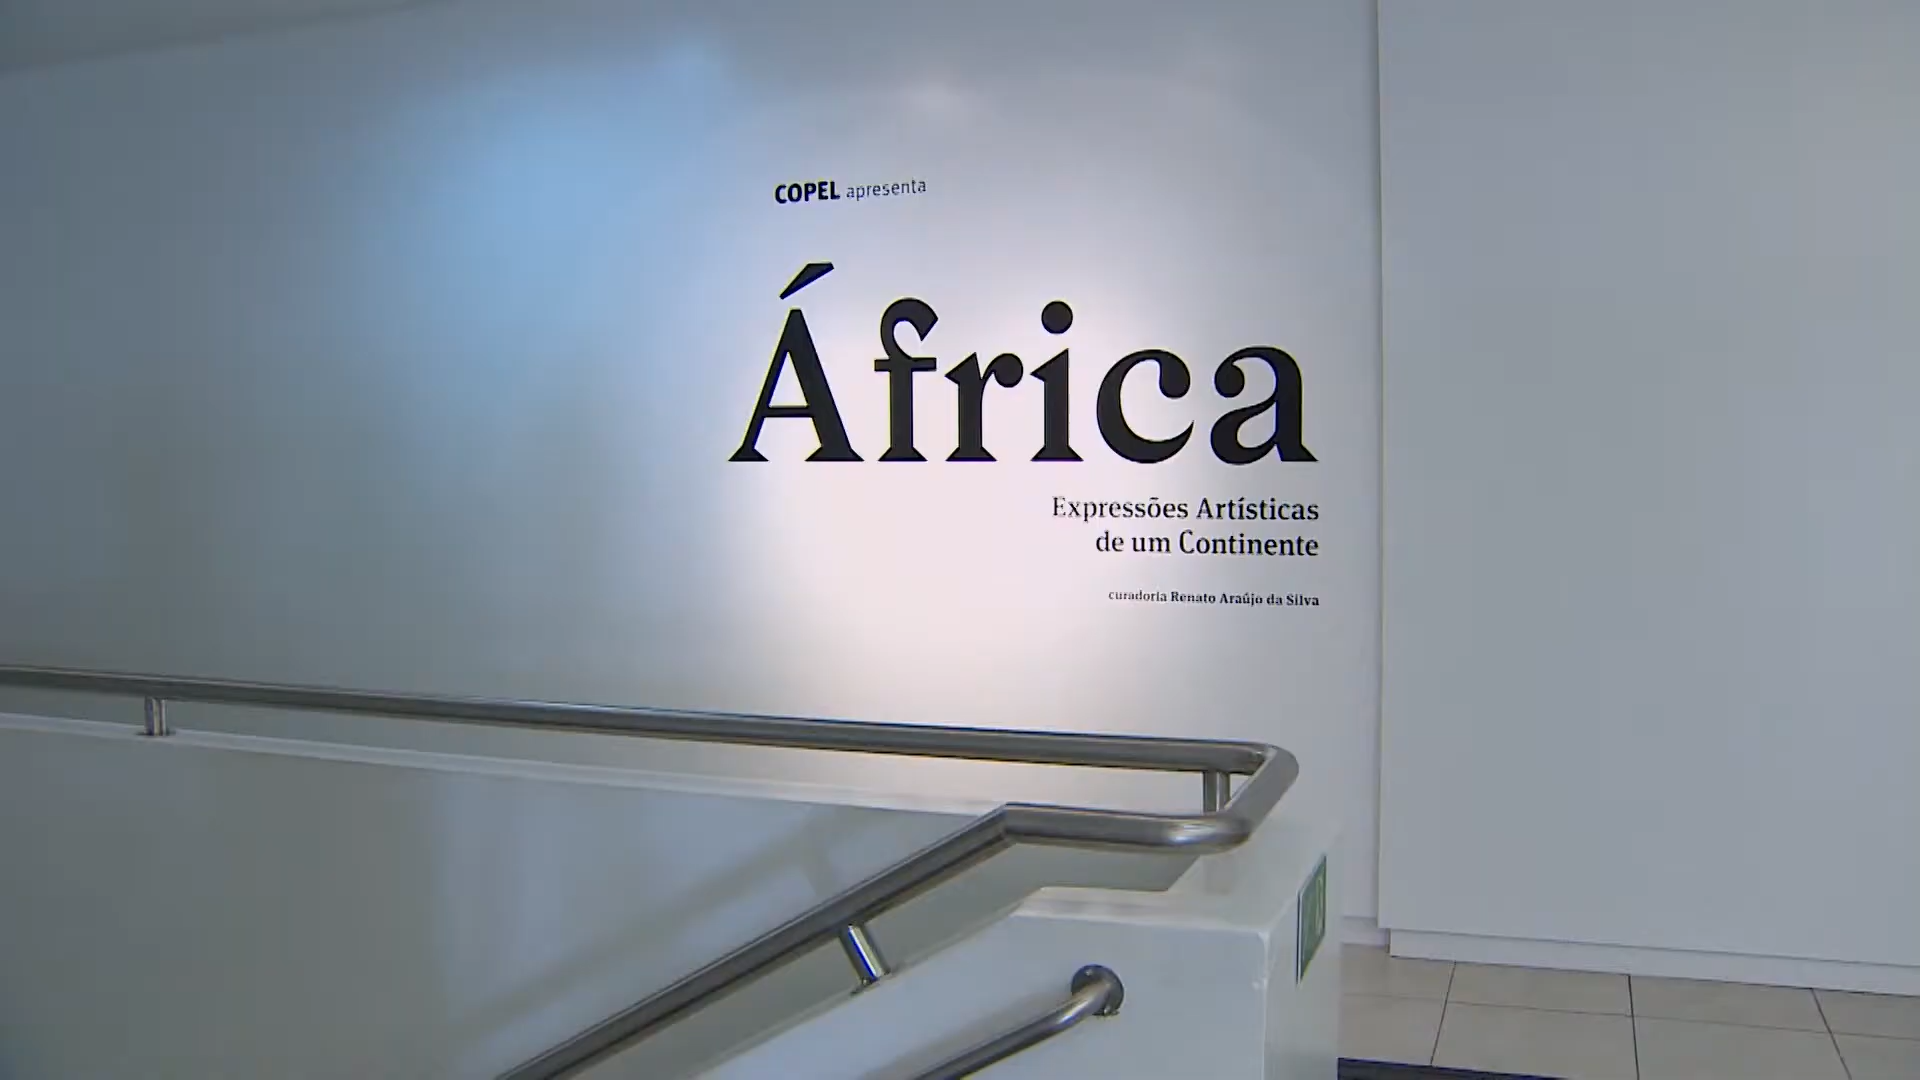 COPEL apresenta
África
Expressões Artísticas
de um Continente
curadoria Renato Araújo da Silva